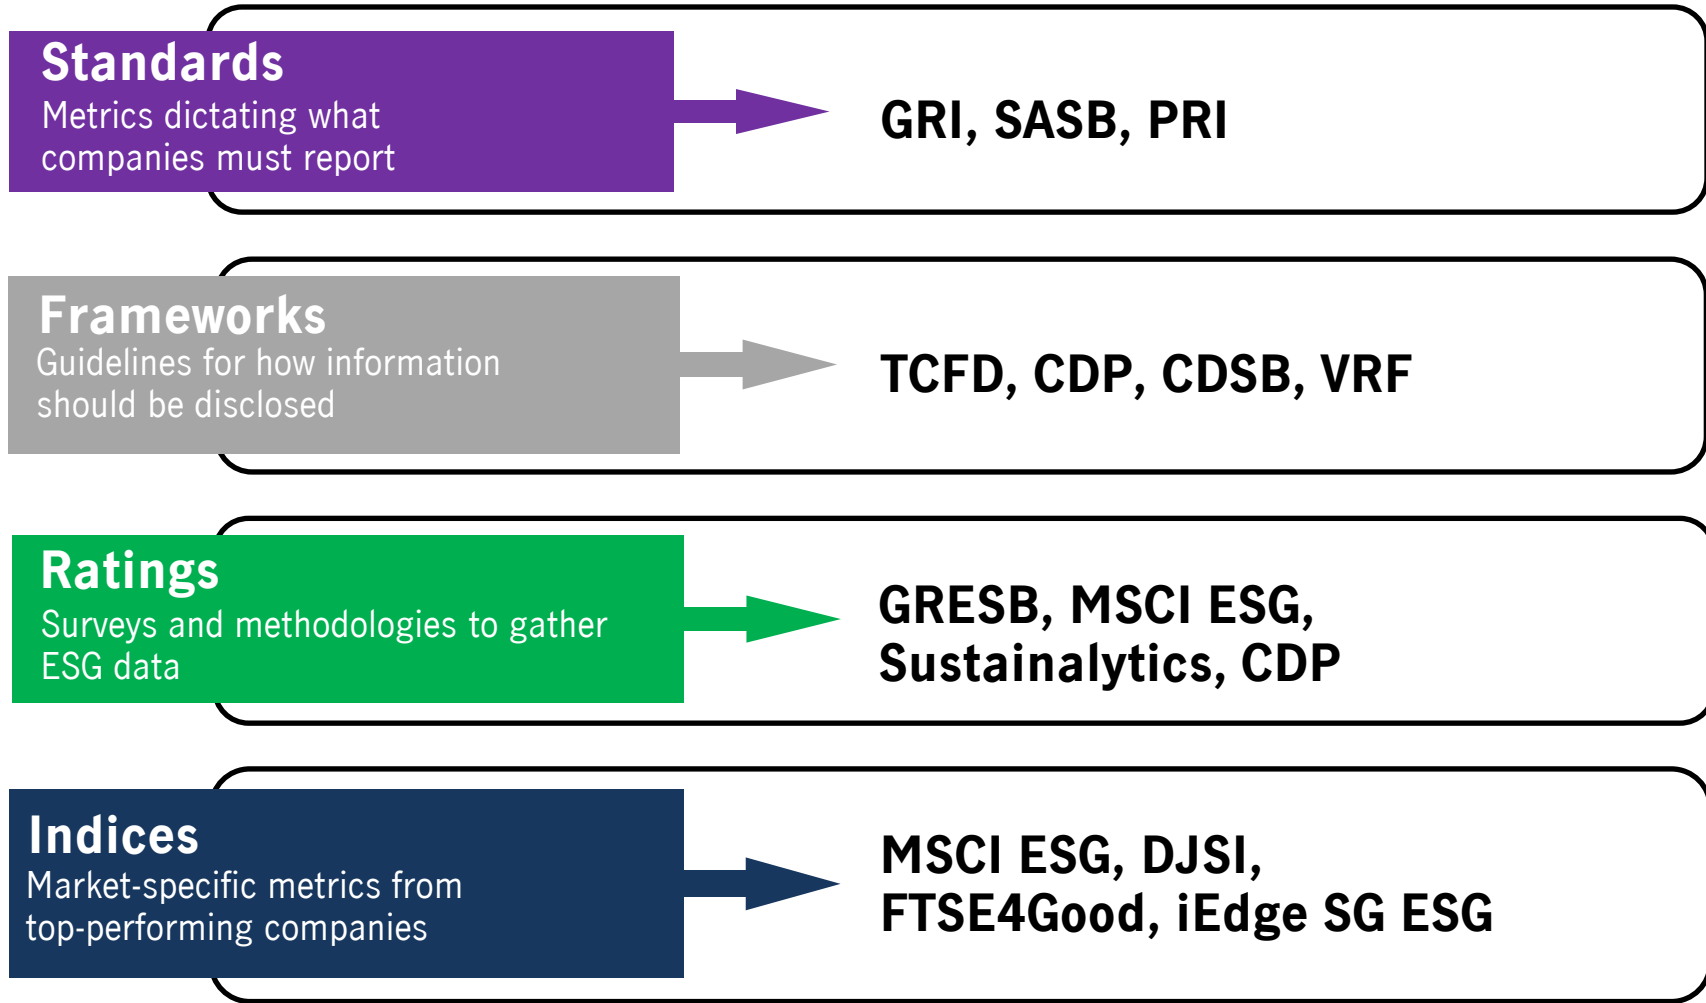 Standards
Metrics dictating what
companies must report
GRI, SASB, PRI
Frameworks
Guidelines for how information
should be disclosed
TCFD, CDP, CDSB, VRF
Ratings
Surveys and methodologies to gather
ESG data
GRESB, MSCI ESG,
Sustainalytics, CDP
Indices
Market-specific metrics from
top-performing companies
MSCI ESG, DJSI,
FTSE4Good, iEdge SG ESG